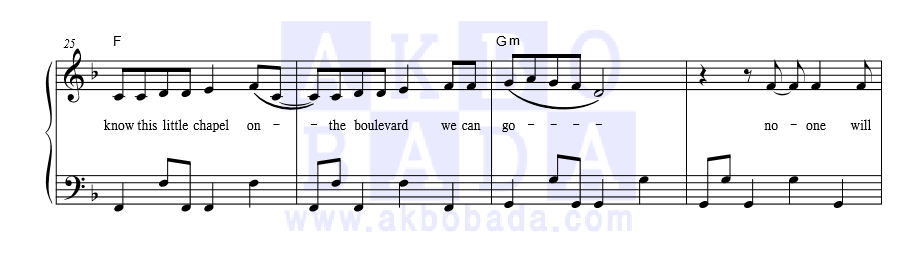 25 F Gm
AKBO
know this little chapel on - - the boulevard we can go - - - - no - one will
BADA
www.akbobada.com